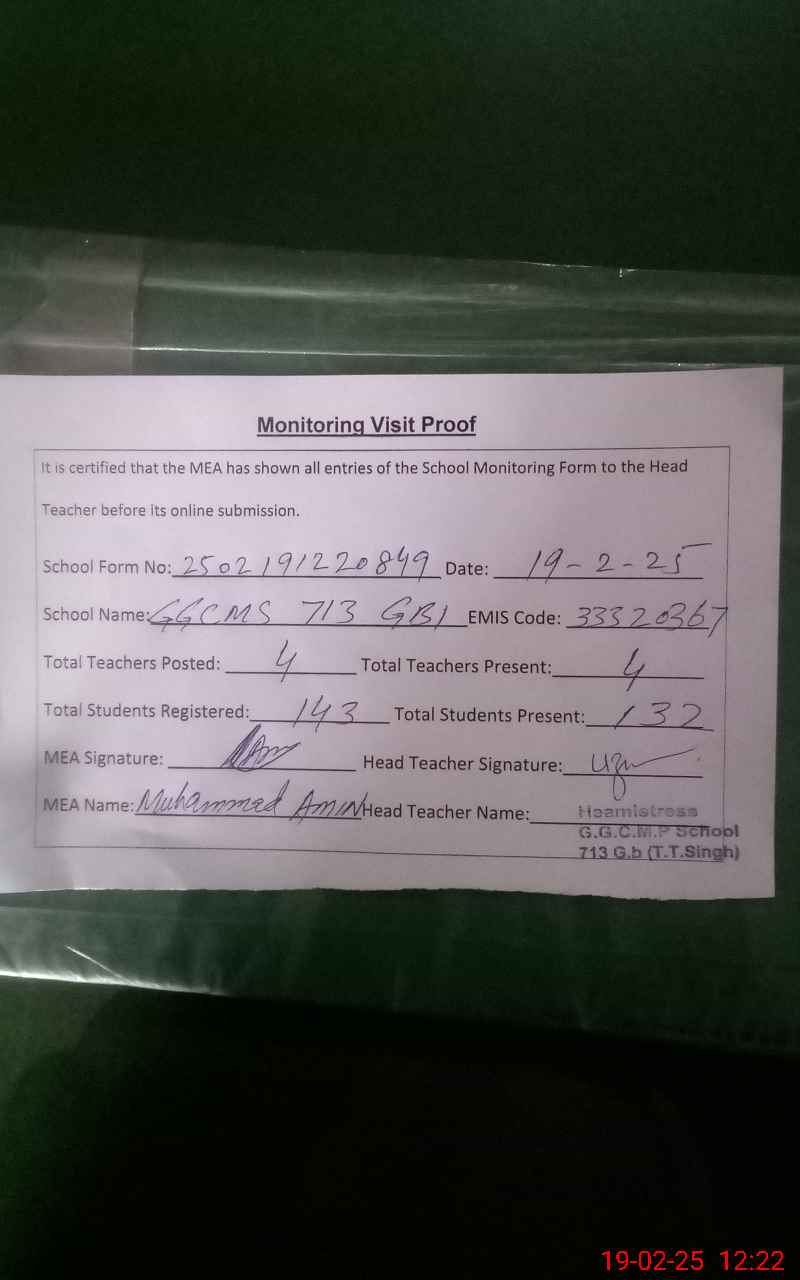 Monitoring Visit Proof
It is certified that the MEA has shown all entries of the School Monitoring Form to the Head
Teacher before its online submission.
School Form No: 250219122 0849 Date: 19-2-25
School Name: GGCMS 713 GB1 EMIS Code: 33320367
Total Teachers Posted: 4 Total Teachers Present: 4
Total Students Registered: 143 Total Students Present: 132
MEA Signature: Head Teacher Signature:
MEA Name: Muhammad Amin Head Teacher Name: Heamistress
G.G.C.M.P School
713 G.b (T.T.Singh)
19-02-25 12:22